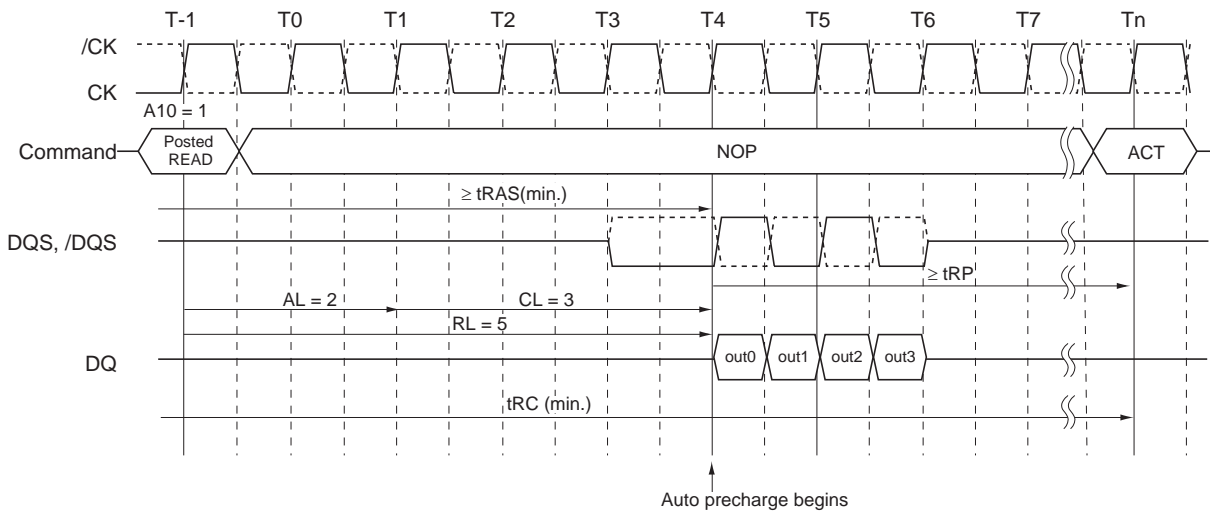 T-1 T0 T1 T2 T3 T4 T5 T6 T7 Tn
/CK
CK
A10 = 1
Command
Posted
READ
NOP
ACT
≥ tRAS(min.)
DQS, /DQS
≥ tRP
AL = 2
CL = 3
RL = 5
DQ
out0 out1 out2 out3
tRC (min.)
Auto precharge begins